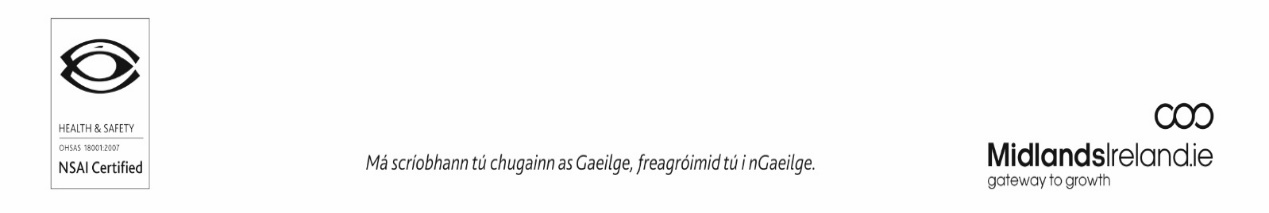 HEALTH & SAFETY
OHSAS 18001:2007
NSAI Certified
Má scríobhann tú chugainn as Gaeilge, freagróimid tú i nGaeilge.
MidlandsIreland.ie
gateway to growth